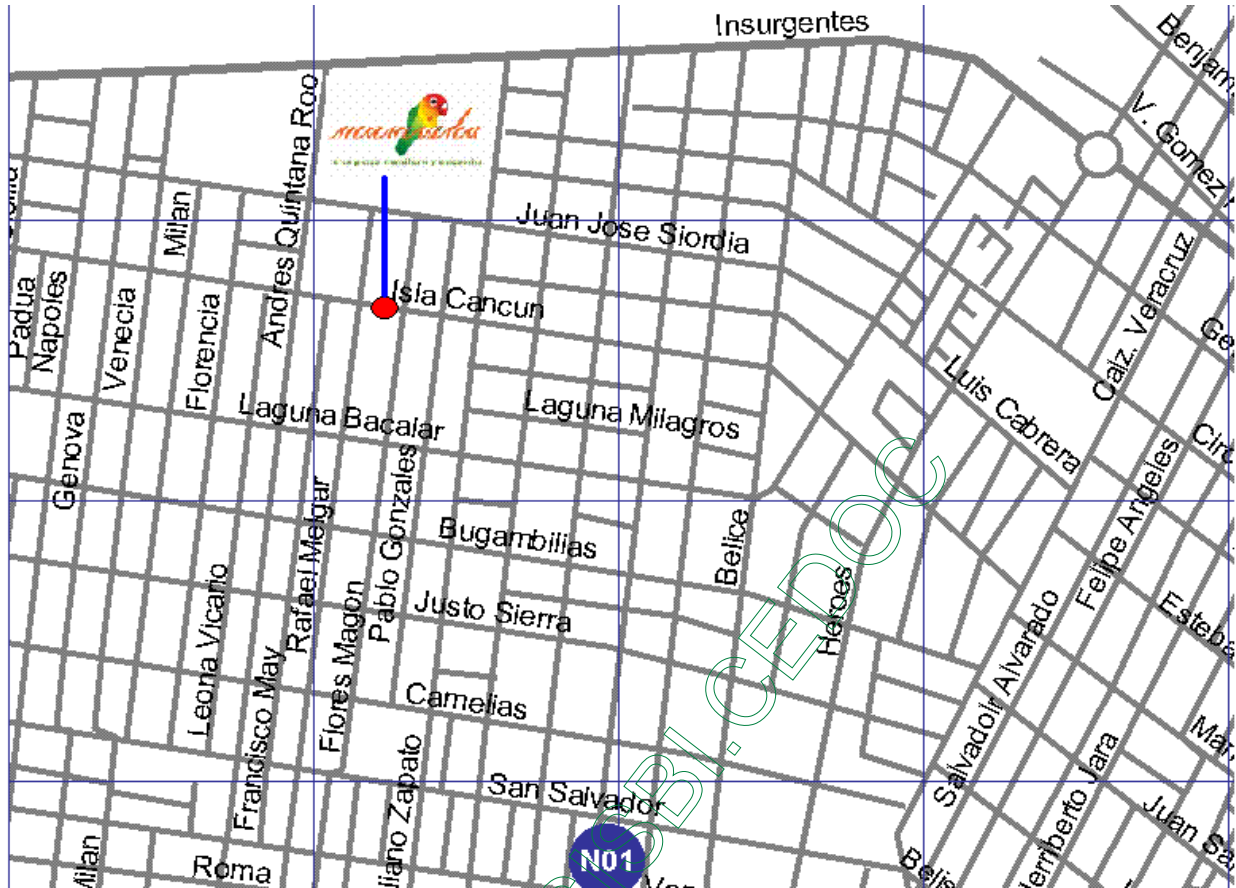 Insurgentes
V. Gomez
Andres Quintana Roo
Milan
Juan Jose Siordia
Isla Cancun
Padua
Napoles
Venecia
Florencia
Calz. Veracruz
Laguna Bacalar
Laguna Milagros
Luis Cabrera
Genova
Rafael Melgar
Pablo Gonzales
Bugambilias
Belice
Felipe Angeles
Leona Vicario
Flores Magon
Justo Sierra
Heroes
Francisco May
Camelias
Salvadoir Alvarado
San Salvador
Juan
Milan
Roma
N01